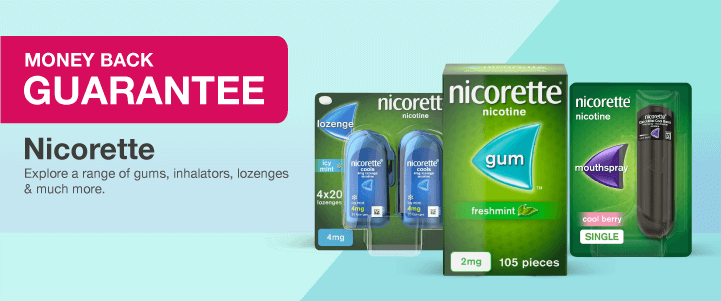 MONEY BACK
GUARANTEE
Nicorette
Explore a range of gums, inhalators, lozenges
& much more.
nicorett
nicotine
lozenge
icy
mint
4x20
lozenges
4mg
nicorette
cools
4mg
nicorette
cools
4mg
nicorette
nicotine
gum
TM
freshmint
2mg
105 pieces
nicorette
nicotine
mouthspray
cool berry
SINGLE
nicorette